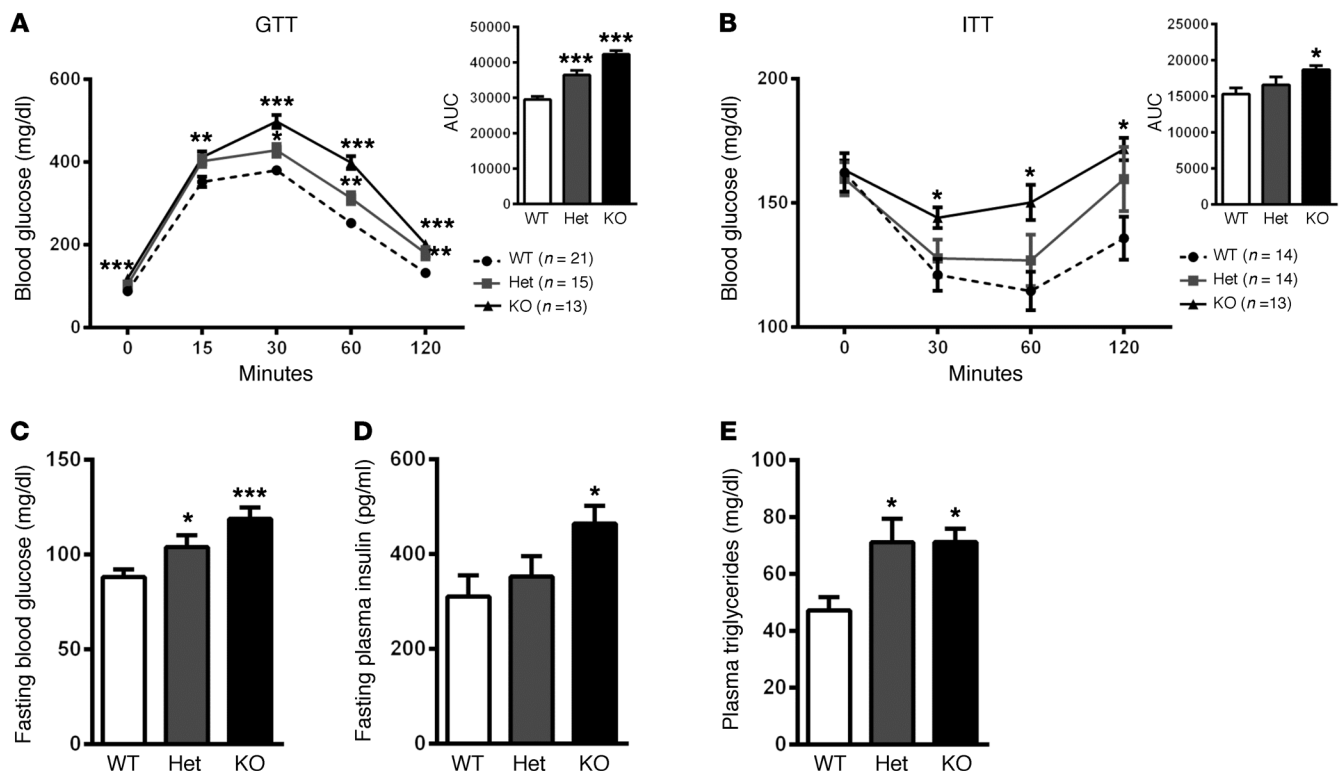 A
GTT
Blood glucose (mg/dl)
600
400
200
0
***
**
***
*
***
**
***
**
0
15
30
60
120
Minutes
AUC
50000
40000
30000
20000
10000
0
***
***
WT
Het
KO
WT (n = 21)
Het (n = 15)
KO (n =13)
B
ITT
Blood glucose (mg/dl)
200
150
100
*
*
*
0
30
60
120
Minutes
AUC
25000
20000
15000
10000
5000
0
*
WT
Het
KO
WT (n = 14)
Het (n = 14)
KO (n =13)
C
Fasting blood glucose (mg/dl)
150
100
50
0
*
***
WT
Het
KO
D
Fasting plasma insulin (pg/ml)
600
400
200
0
*
WT
Het
KO
E
Plasma triglycerides (mg/dl)
100
80
60
40
20
0
*
*
WT
Het
KO